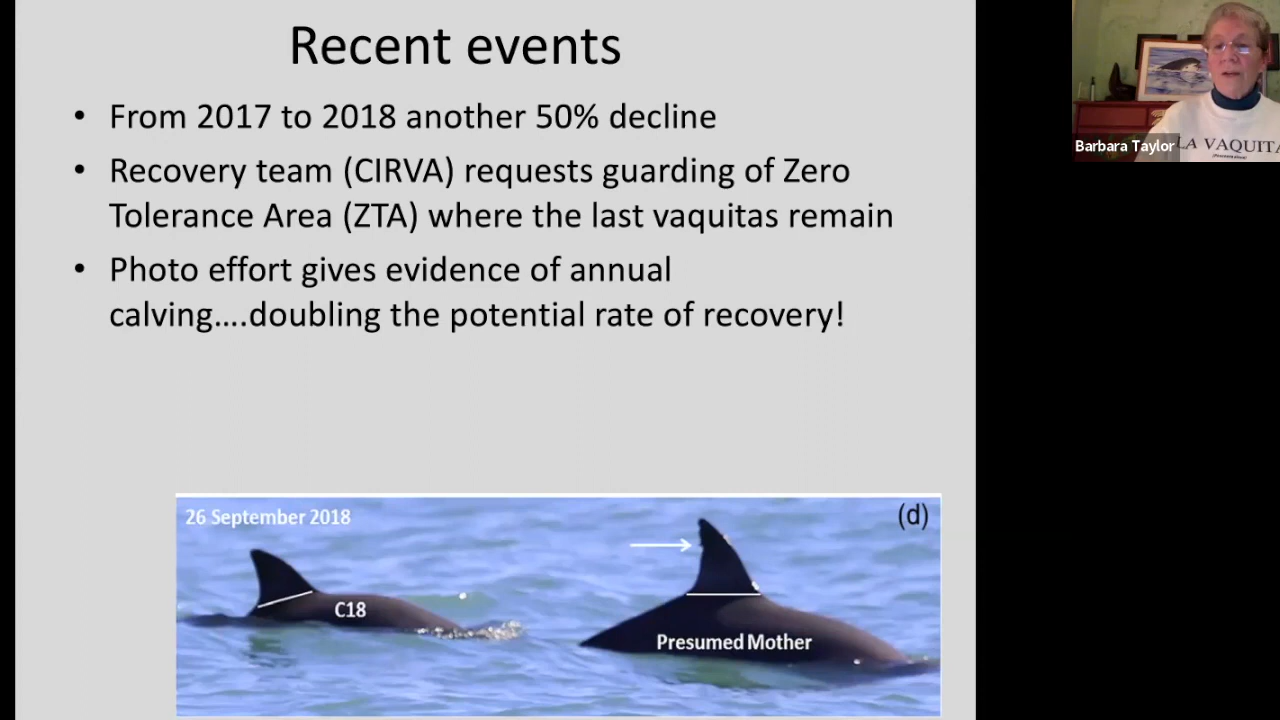 Recent events
• From 2017 to 2018 another 50% decline
• Recovery team (CIRVA) requests guarding of Zero
Tolerance Area (ZTA) where the last vaquitas remain
• Photo effort gives evidence of annual
calving....doubling the potential rate of recovery!
26 September 2018
(d)
C18
Presumed Mother
Barbara Taylor
LA VAQUITA